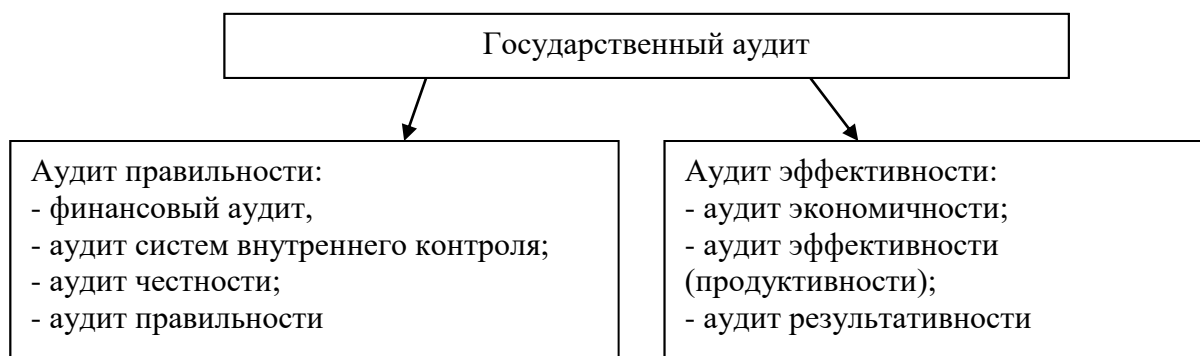 Государственный аудит
Аудит правильности:
- финансовый аудит,
- аудит систем внутреннего контроля;
- аудит честности;
- аудит правильности
Аудит эффективности:
- аудит экономичности;
- аудит эффективности
(продуктивности);
- аудит результативности